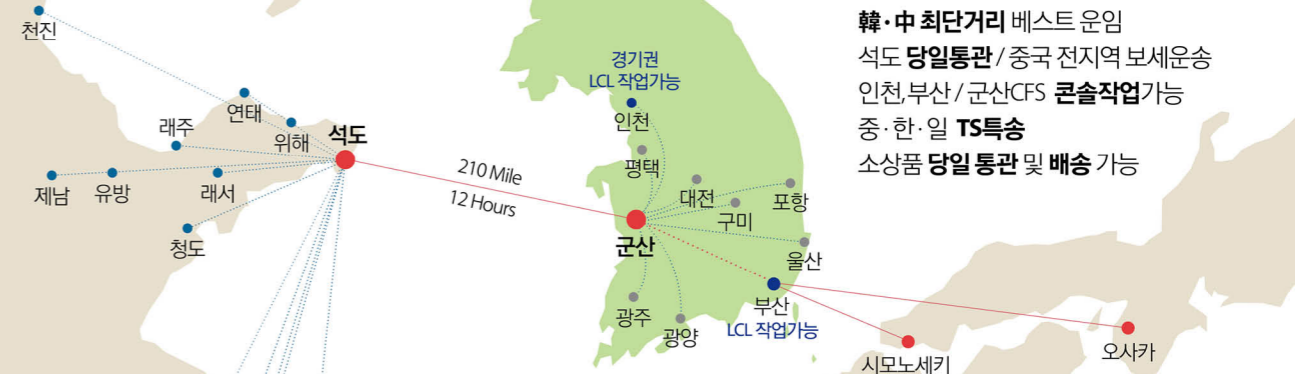 韓·中 최단거리 베스트 운임
석도 당일통관 / 중국 전지역 보세운송
인천,부산 / 군산CFS 콘솔작업가능
중·한·일 TS특송
소상품 당일 통관 및 배송 가능
천진
연태
위해
래주
석도
제남
유방
래서
청도
210 Mile
12 Hours
경기권
LCL 작업가능
인천
평택
대전
구미
포항
군산
울산
광주
광양
부산
LCL 작업가능
시모노세키
오사카